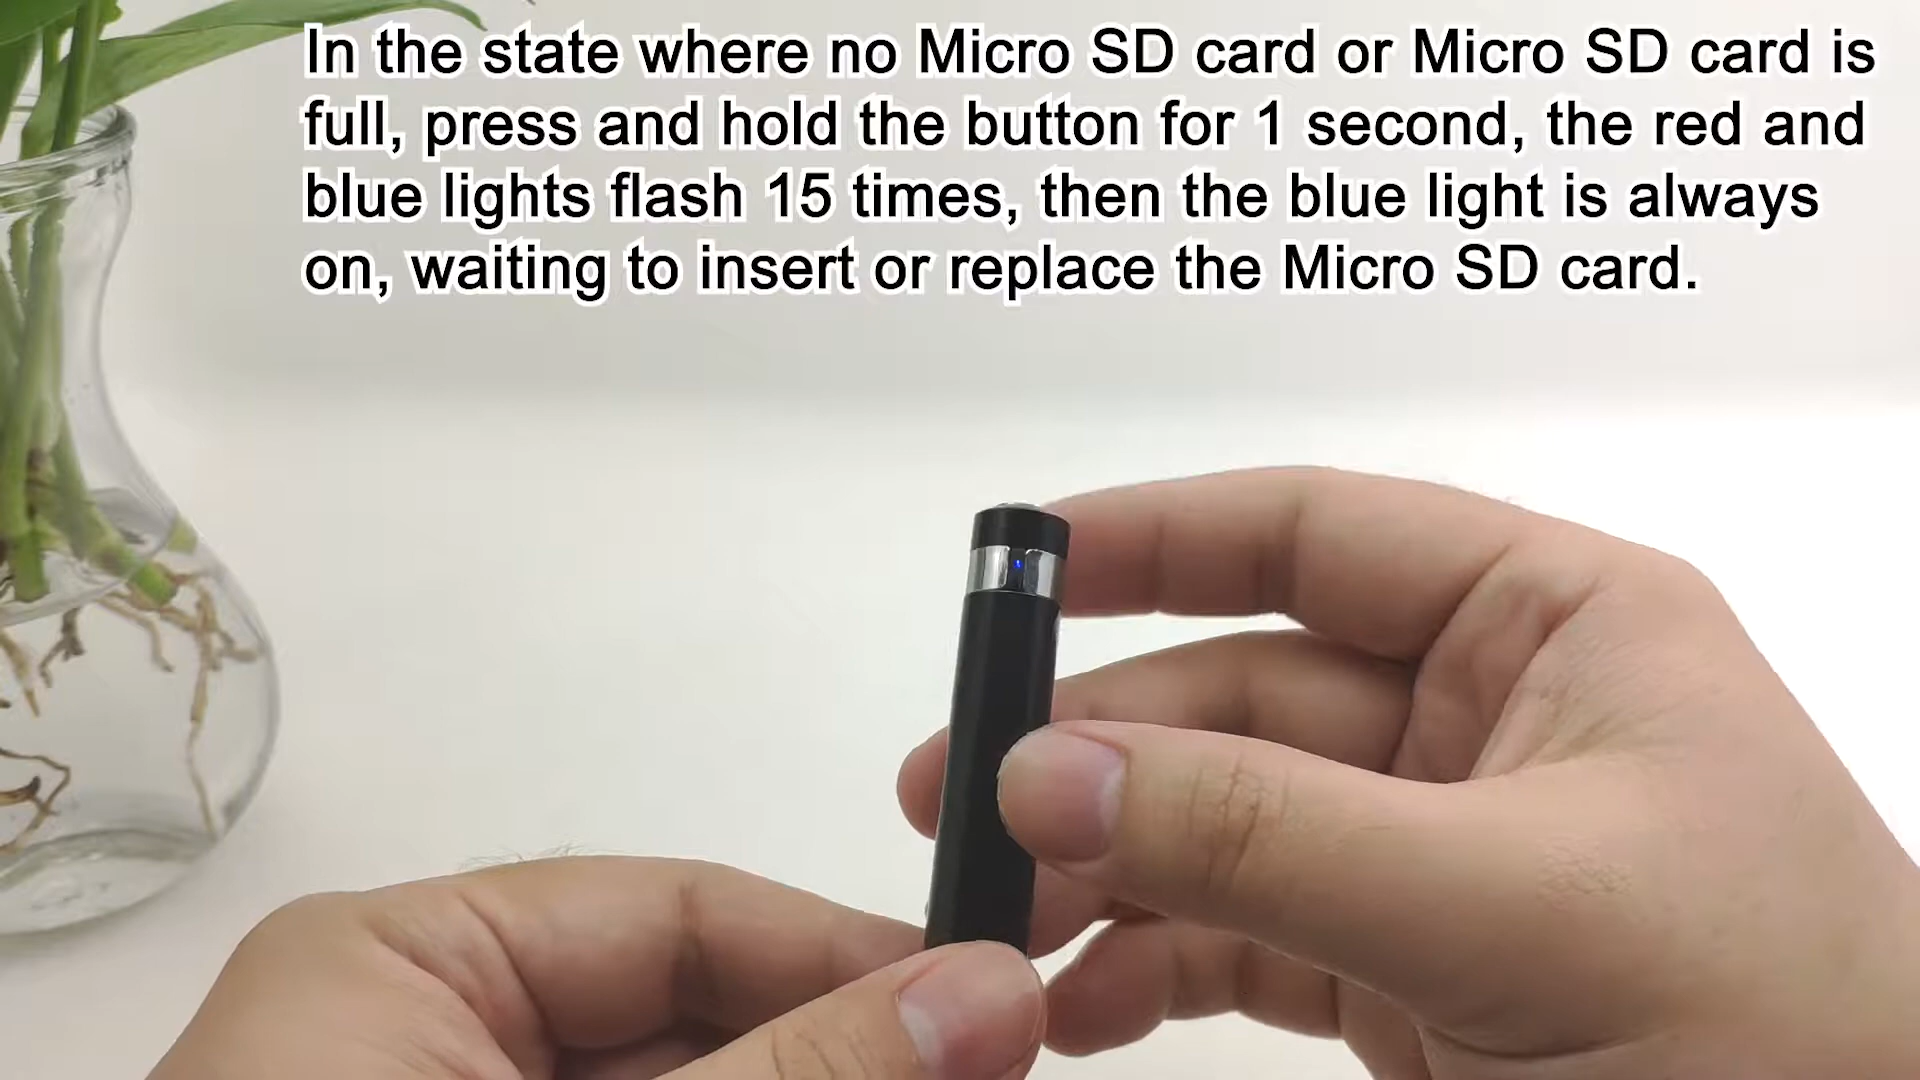 In the state where no Micro SD card or Micro SD card is
full, press and hold the button for 1 second, the red and
blue lights flash 15 times, then the blue light is always
on, waiting to insert or replace the Micro SD card.